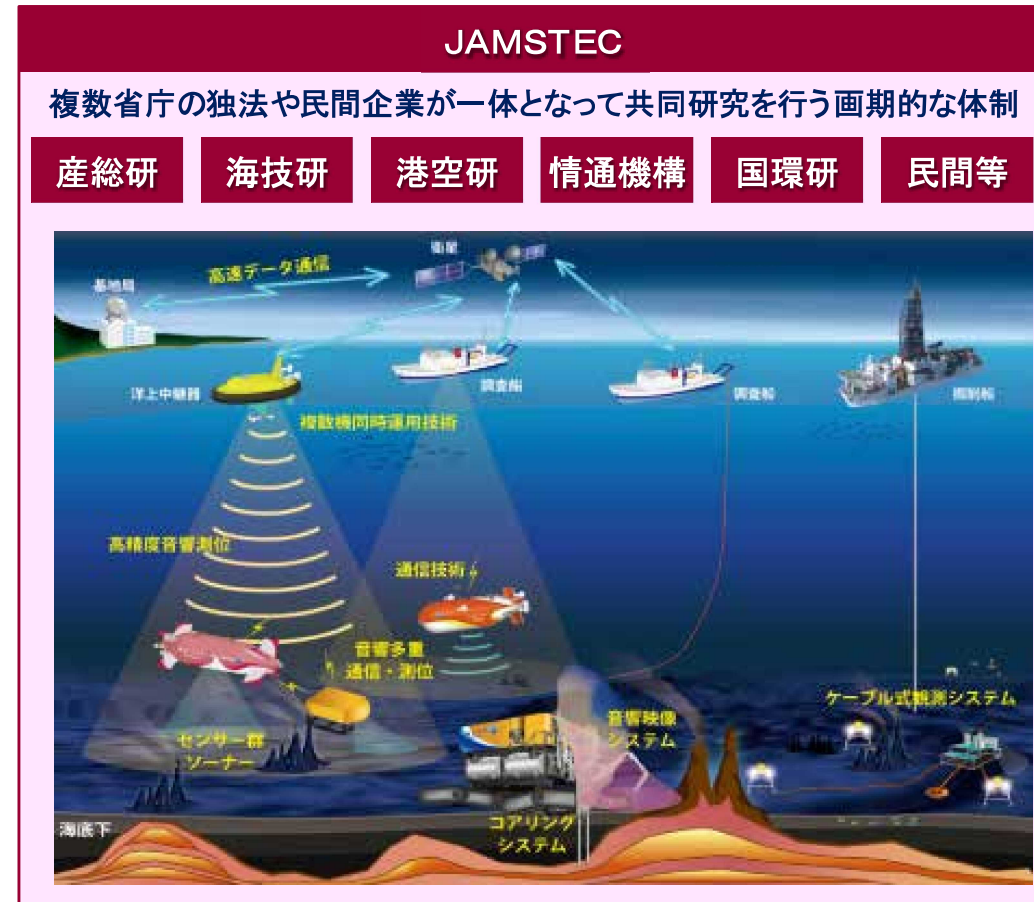 JAMSTEC
複数省庁の独法や民間企業が一体となって共同研究を行う画期的な体制
産総研
海技研
港空研
情通機構
国環研
民間等
衛星
高速データ通信
基地局
洋上中継器
調査船
調査船
掘削船
複数機同時運用技術
高精度音響測位
通信技術
音響多重
通信・測位
ケーブル式観測システム
音響映像
システム
センサー群
ソーナー
コアリング
システム
海底下